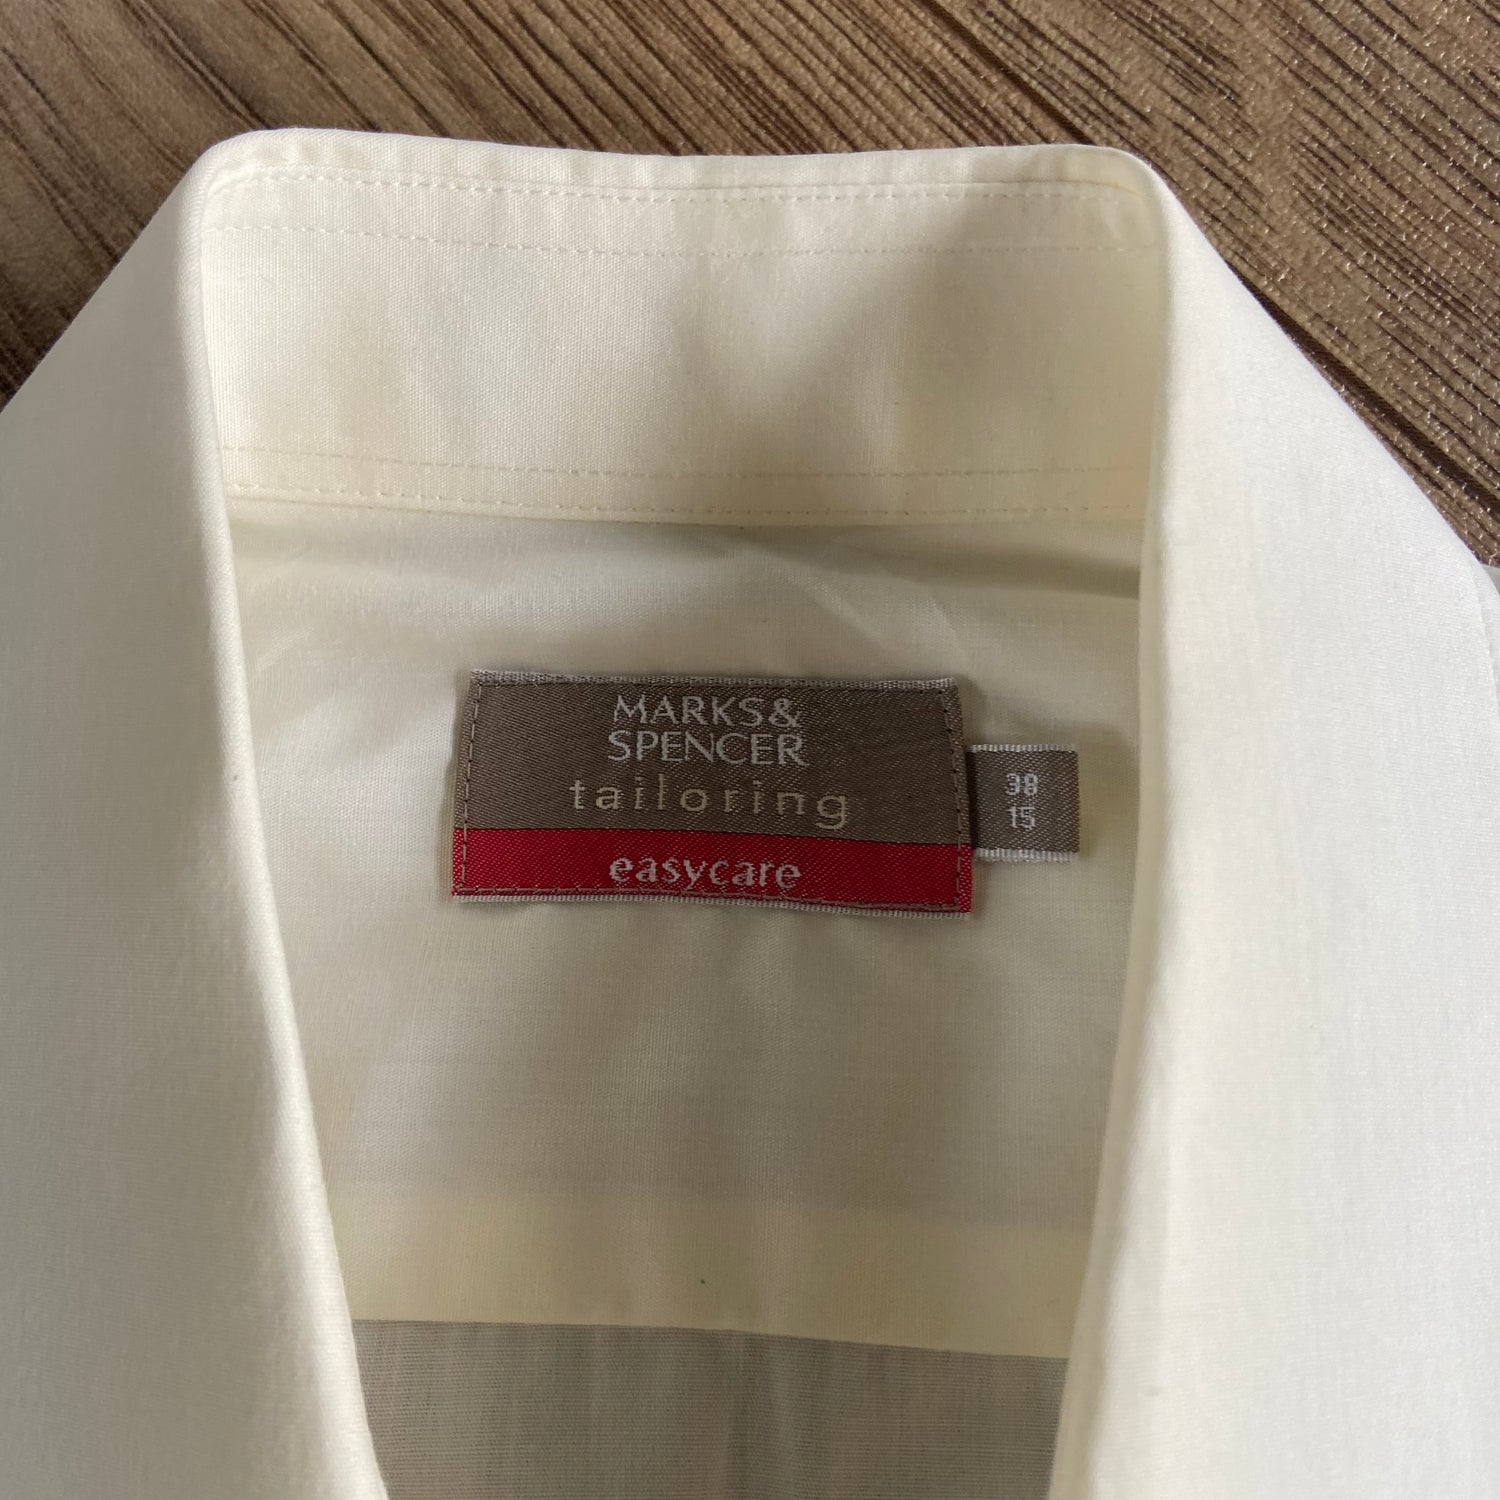 MARKS&
SPENCER
tailoring
easycare
38
15